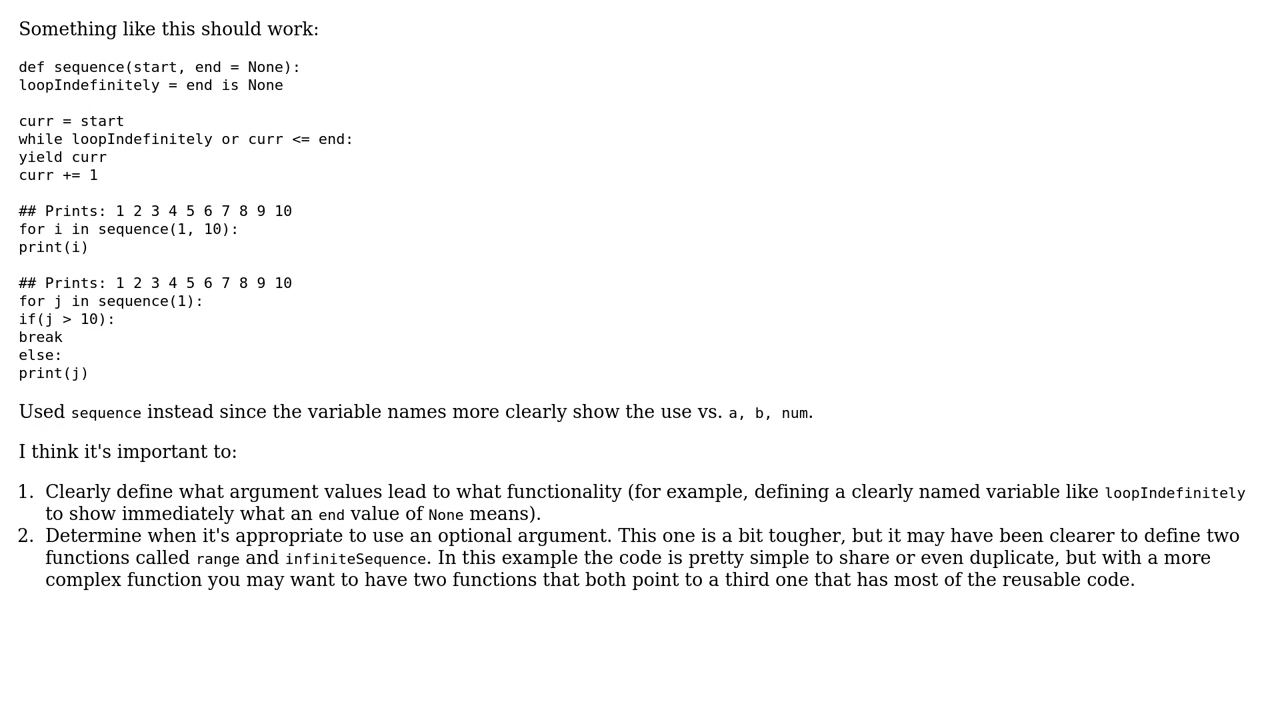 Something like this should work:
def sequence(start, end = None):
loopIndefinitely = end is None
curr = start
while loopIndefinitely or curr <= end:
yield curr
curr += 1
## Prints: 1 2 3 4 5 6 7 8 9 10
for i in sequence(1, 10):
print(i)
## Prints: 1 2 3 4 5 6 7 8 9 10
for j in sequence(1):
if(j > 10):
break
else:
print(j)
Used sequence instead since the variable names more clearly show the use vs. a, b, num.
I think it's important to:
1. Clearly define what argument values lead to what functionality (for example, defining a clearly named variable like loopIndefinitely
to show immediately what an end value of None means).
2. Determine when it's appropriate to use an optional argument. This one is a bit tougher, but it may have been clearer to define two
functions called range and infiniteSequence. In this example the code is pretty simple to share or even duplicate, but with a more
complex function you may want to have two functions that both point to a third one that has most of the reusable code.